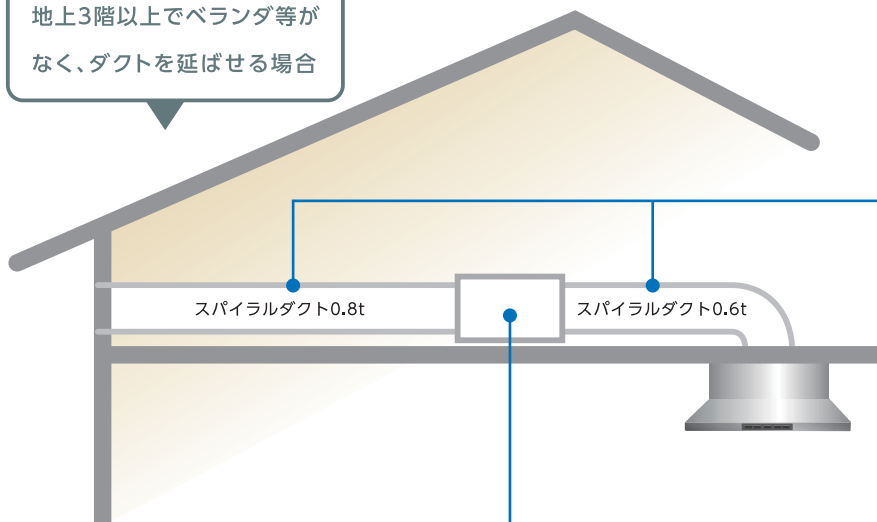 地上3階以上でベランダ等が
なく、ダクトを延ばせる場合
スパイラルダクト0.8t
スパイラルダクト0.6t